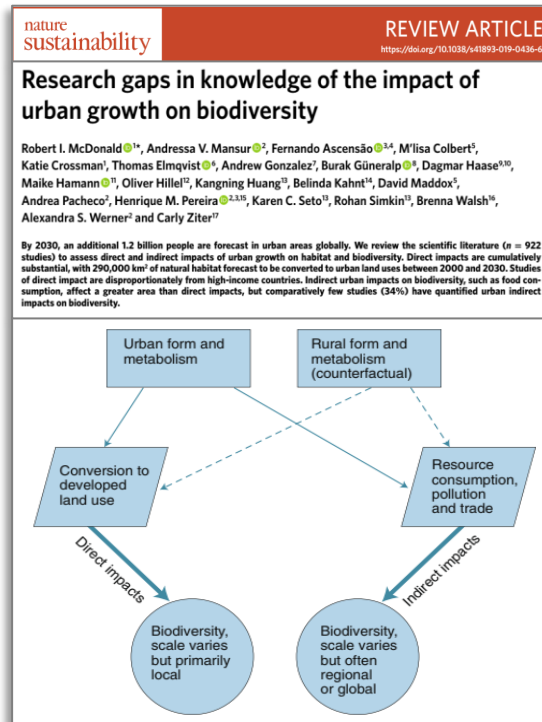 nature
sustainability
REVIEW ARTICLE
https://doi.org/10.1038/s41893-019-0436-6
Research gaps in knowledge of the impact of
urban growth on biodiversity
Robert I. McDonald 1*, Andressa V. Mansur 2, Fernando Ascensão 3,4, M'lisa Colbert5,
Katie Crossman1, Thomas Elmqvist 6, Andrew Gonzalez7, Burak Güneralp 8, Dagmar Haase9,10,
Maike Hamann 11, Oliver Hillel12, Kangning Huang13, Belinda Kahnt14, David Maddox5,
Andrea Pacheco2, Henrique M. Pereira 2,3,15, Karen C. Seto13, Rohan Simkin13, Brenna Walsh16,
Alexandra S. Werner2 and Carly Ziter17
By 2030, an additional 1.2 billion people are forecast in urban areas globally. We review the scientific literature (n = 922
studies) to assess direct and indirect impacts of urban growth on habitat and biodiversity. Direct impacts are cumulatively
substantial, with 290,000 km2 of natural habitat forecast to be converted to urban land uses between 2000 and 2030. Studies
of direct impact are disproportionately from high-income countries. Indirect urban impacts on biodiversity, such as food con-
sumption, affect a greater area than direct impacts, but comparatively few studies (34%) have quantified urban indirect
impacts on biodiversity.
Urban form and
metabolism
Rural form and
metabolism
(counterfactual)
Conversion to
developed
land use
Resource
consumption,
pollution
and trade
Direct impacts
Indirect impacts
Biodiversity,
scale varies
but primarily
local
Biodiversity,
scale varies
but often
regional
or global